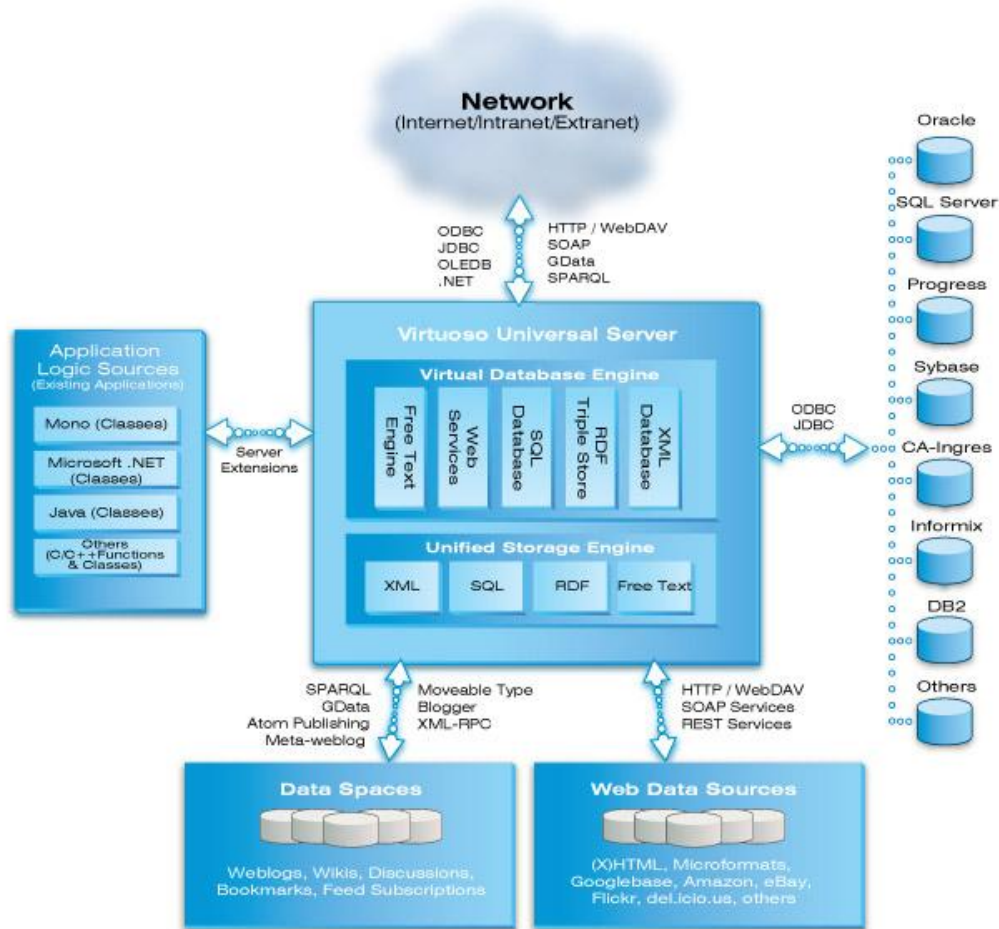 Network
(Internet/Intranet/Extranet)
ODBC
JDBC
OLEDB
.NET
HTTP / WebDAV
SOAP
GData
SPARQL
Application
Logic Sources
(Existing Applications)
Mono (Classes)
Microsoft .NET
(Classes)
Java (Classes)
Others
(C/C++Functions
& Classes)
Server
Extensions
Virtuoso Universal Server
Virtual Database Engine
Free Text
Engine
Web
Services
SQL
Database
RDF
Triple Store
XML
Database
Unified Storage Engine
XML
SQL
RDF
Free Text
ODBC
JDBC
Oracle
SQL Server
Progress
Sybase
CA-Ingres
Informix
DB2
Others
SPARQL
GData
Atom Publishing
Meta-weblog
Moveable Type
Blogger
XML-RPC
HTTP / WebDAV
SOAP Services
REST Services
Data Spaces
Weblogs, Wikis, Discussions,
Bookmarks, Feed Subscriptions
Web Data Sources
(X)HTML, Microformats,
Googlebase, Amazon, eBay,
Flickr, del.icio.us, others